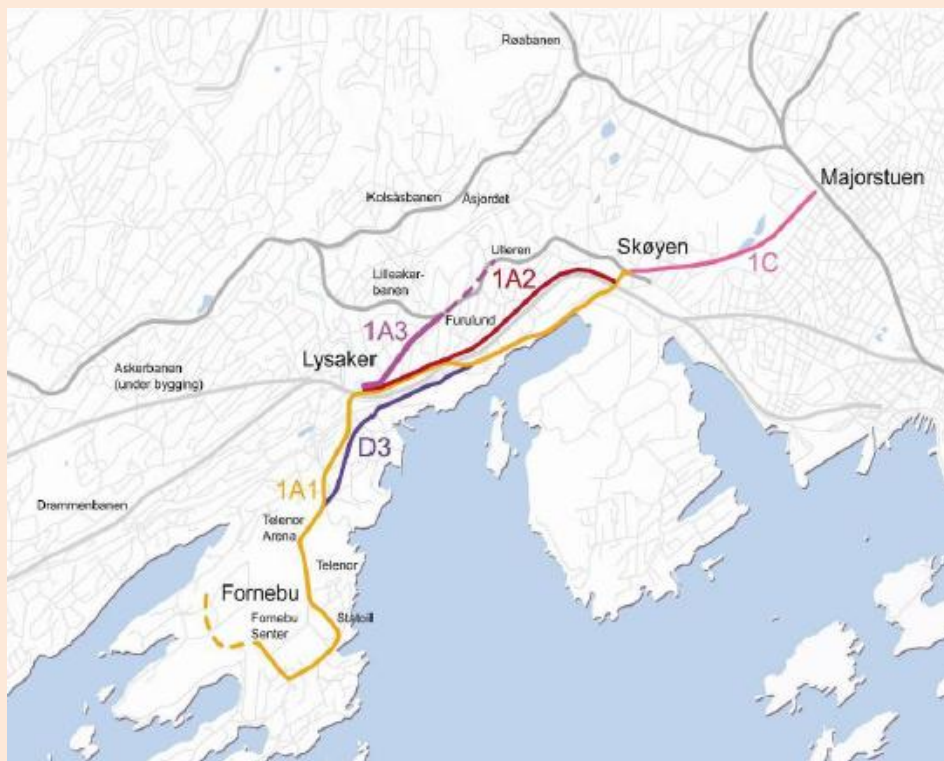 Røabanen
Majorstuen
Kolsåsbanen
Åsjordet
Skøyen
Ulleren
1C
Lilleaker-
banen
1A2
Furulund
1A3
Lysaker
Askerbanen
(under bygging)
D3
1A1
Drammenbanen
Telenor
Arena
Telenor
Fornebu
Fornebu
Senter
Statoil